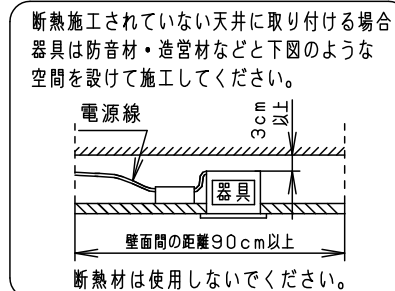 断熱施工されていない天井に取り付ける場合
器具は防音材・造営材などと下図のような
空間を設けて施工してください。
電源線
3cm
以上
器具
壁面間の距離90cm以上
断熱材は使用しないでください。